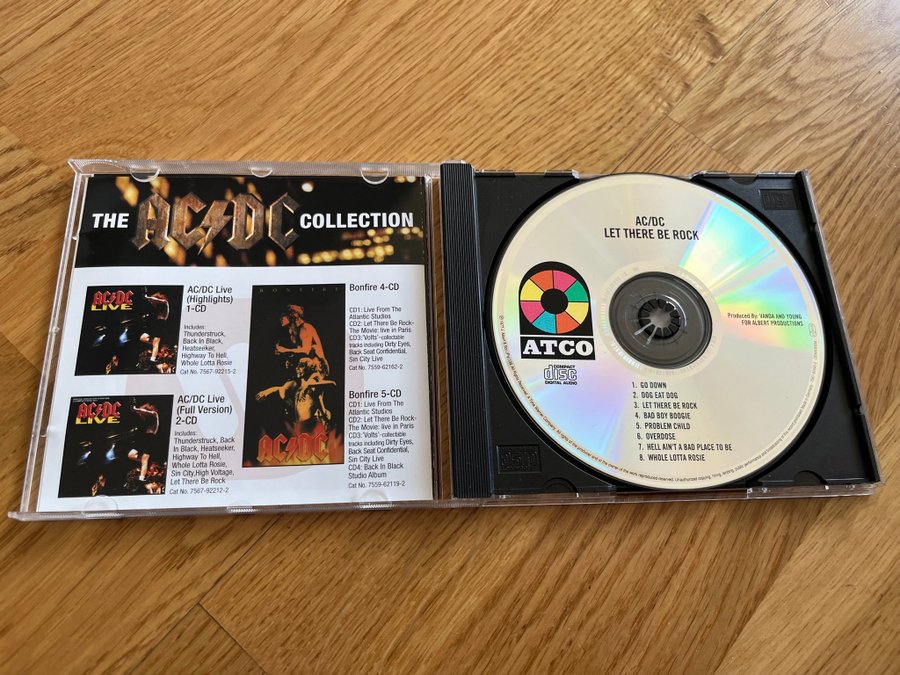 THE AC/DC COLLECTION
AC/DC
LIVE
AC/DC Live
(Highlights)
1-CD
Includes:
Thunderstruck,
Back In Black,
Heatseeker,
Highway To Hell,
Whole Lotta Rosie
Cat No. 7567-92215-2
AC/DC
LIVE
AC/DC Live
(Full Version)
2-CD
Includes:
Thunderstruck, Back
In Black, Heatseeker,
Highway To Hell,
Whole Lotta Rosie,
Sin City,High Voltage,
Cat No. 7567-92212-2
BONFIRE
AC/DC
Bonfire 4-CD
CD1: Live From The
Atlantic Studios
CD2: Let There Be Rock-
The Movie: live in Paris
CD3:'Volts'-collectable
tracks including Dirty Eyes,
Back Seat Confidential,
Sin City Live
Cat No. 7559-62162-2
Bonfire 5-CD
CD1: Live From The
Atlantic Studios
CD2: Let There Be Rock-
The Movie: live in Paris
CD3:'Volts'-collectable
tracks including Dirty Eyes,
Back Seat Confidential,
Sin City Live
CD4: Back In Black
Studio Album
Cat No. 7559-62119-2
AC/DC
LET THERE BE ROCK
ATCO
COMPACT
disc
DIGITAL AUDIO
Produced By: VANDA AND YOUNG
FOR ALBERT PRODUCTIONS
1. GO DOWN
2. DOG EAT DOG
3. LET THERE BE ROCK
4. BAD BOY BOOGIE
5. PROBLEM CHILD
6. OVERDOSE
7. HELL AIN'T A BAD PLACE TO BE
8. WHOLE LOTTA ROSIE